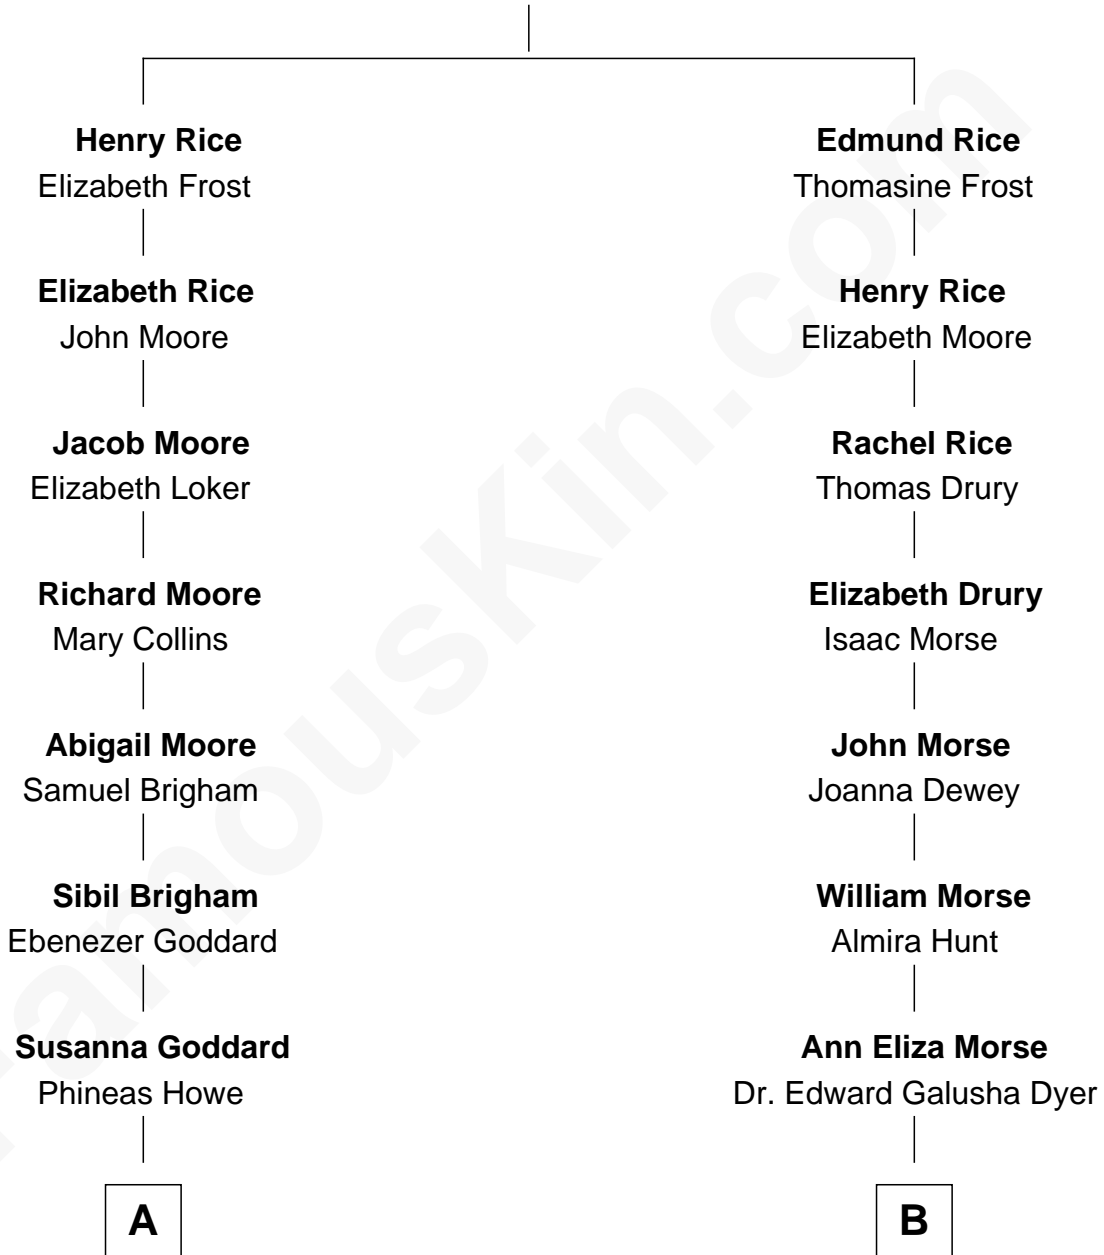 Henry Rice
Elizabeth Frost
Elizabeth Rice
John Moore
Jacob Moore
Elizabeth Loker
Richard Moore
Mary Collins
Abigail Moore
Samuel Brigham
Sibil Brigham
Ebenezer Goddard
Susanna Goddard
Phineas Howe
A
Edmund Rice
Thomasine Frost
Henry Rice
Elizabeth Moore
Rachel Rice
Thomas Drury
Elizabeth Drury
Isaac Morse
John Morse
Joanna Dewey
William Morse
Almira Hunt
Ann Eliza Morse
Dr. Edward Galusha Dyer
B
FamousKin.com